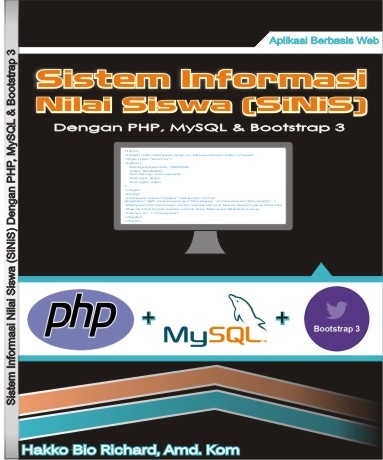 Aplikasi Berbasis Web
Sistem Informasi
Nilai Siswa (SiNiS)
Dengan PHP, MySQL & Bootstrap 3
php
+
MySQL
+
Bootstrap 3
Hakko Bio Richard, Amd. Kom
Sistem Informasi Nilai Siswa (SiNiS) Dengan PHP, MySQL & Bootstrap 3